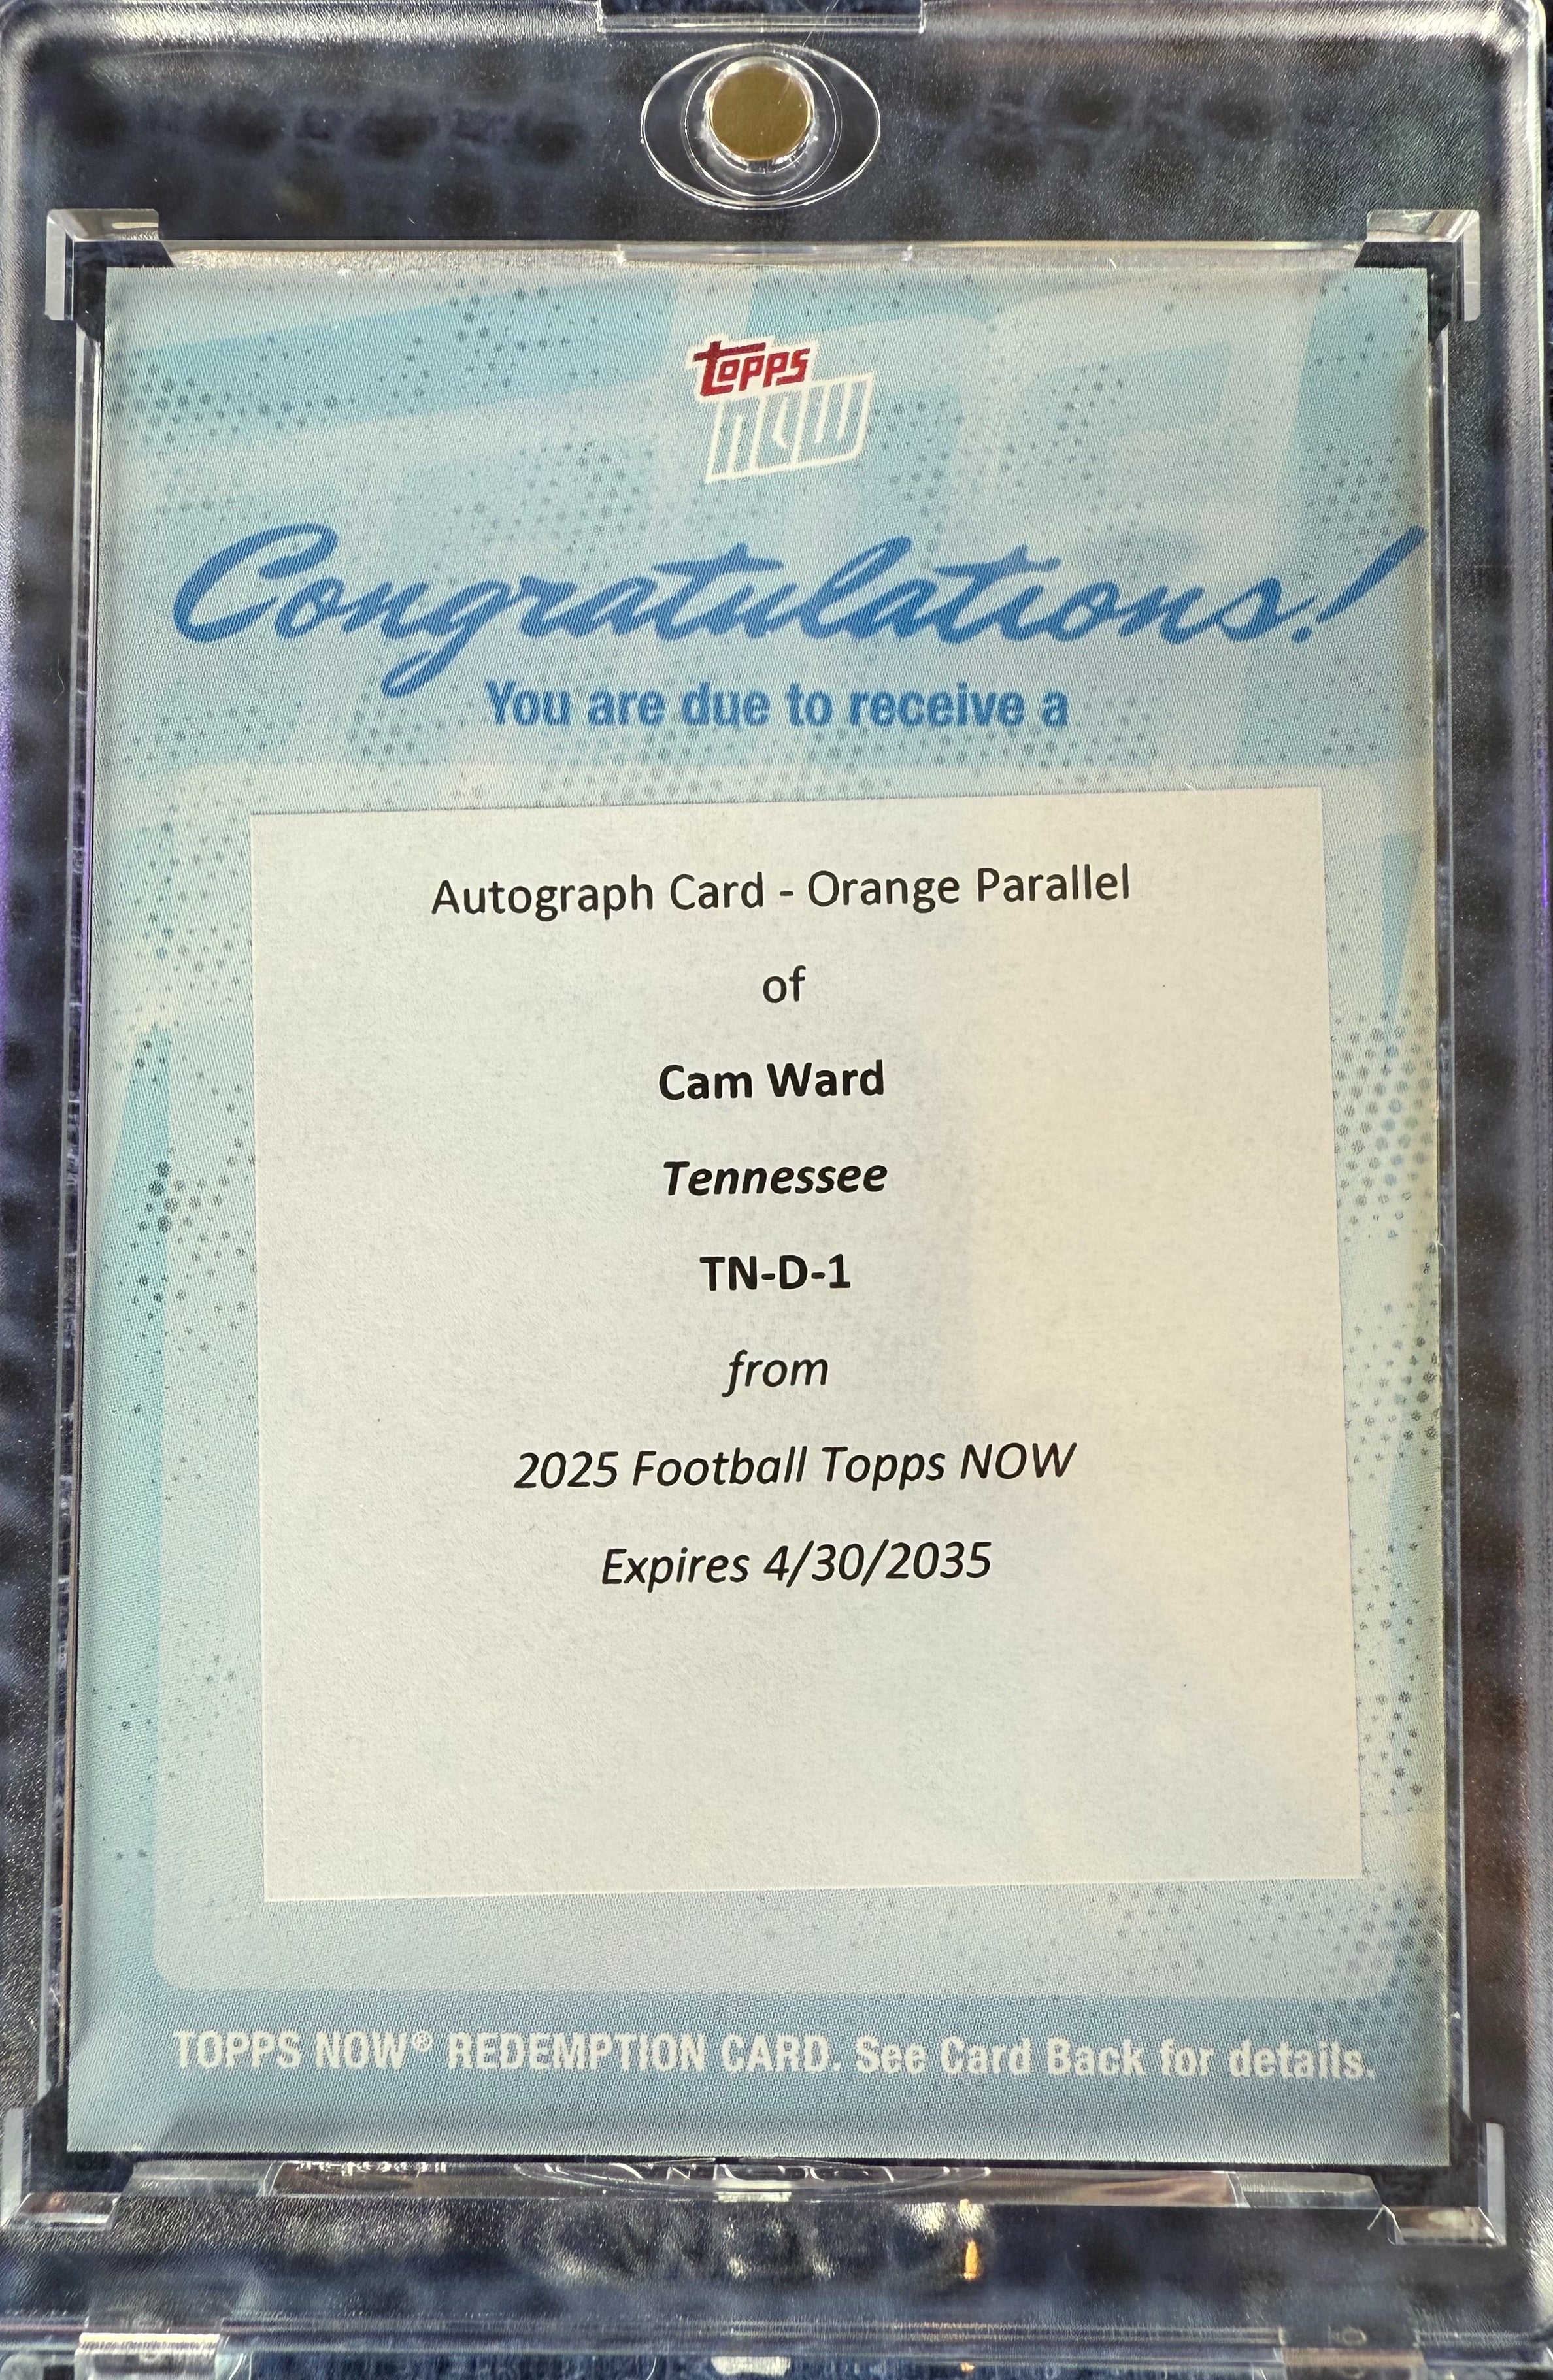 Topps
NOW
Congratulations!
You are due to receive a
Autograph Card - Orange Parallel
of
Cam Ward
Tennessee
TN-D-1
from
2025 Football Topps NOW
Expires 4/30/2035
TOPPS NOW® REDEMPTION CARD. See Card Back for details.